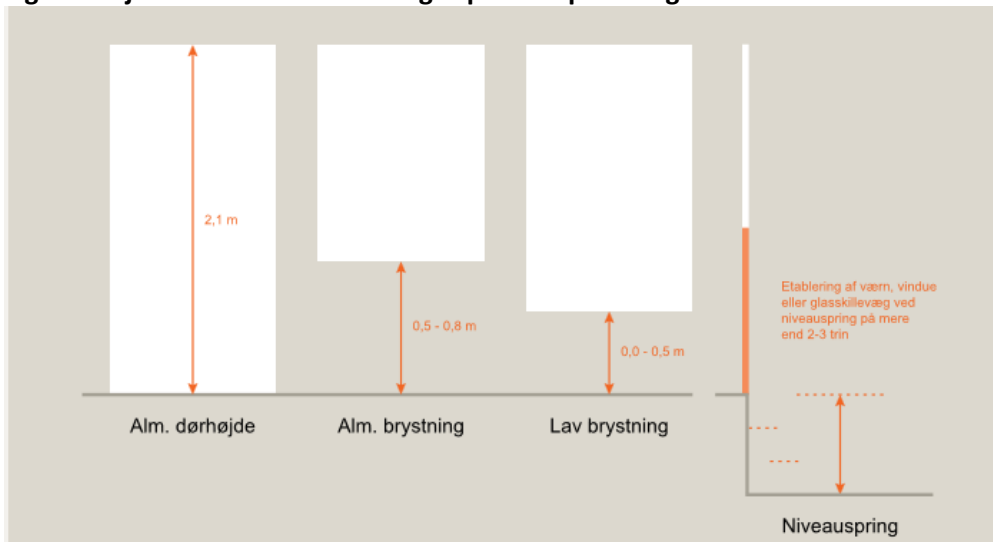 2,1 m
0,5 - 0,8 m
0,0 - 0,5 m
Etablering af værn, vindue
eller glasskillevæg ved
niveauspring på mere
end 2-3 trin
Alm. dørhøjde
Alm. brystning
Lav brystning
Niveauspring